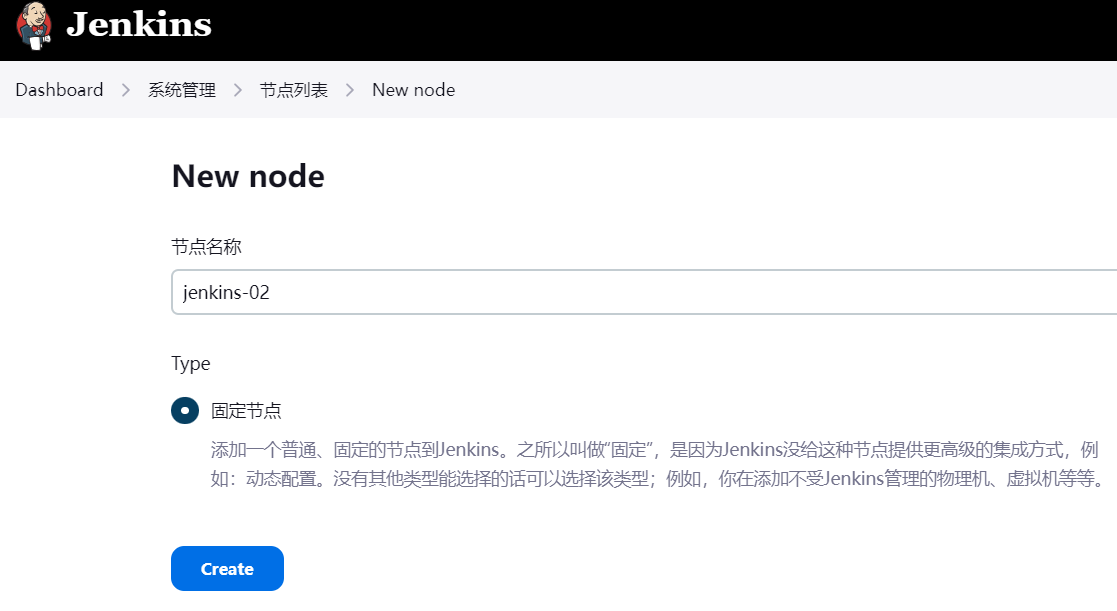 Jenkins
Dashboard > 系统管理 > 节点列表 > New node
New node
节点名称
jenkins-02
Type
固定节点
添加一个普通、固定的节点到Jenkins。之所以叫做“固定”，是因为Jenkins没给这种节点提供更高级的集成方式，例
如：动态配置。没有其他类型能选择的话可以选择该类型；例如，你在添加不受Jenkins管理的物理机、虚拟机等等。
Create